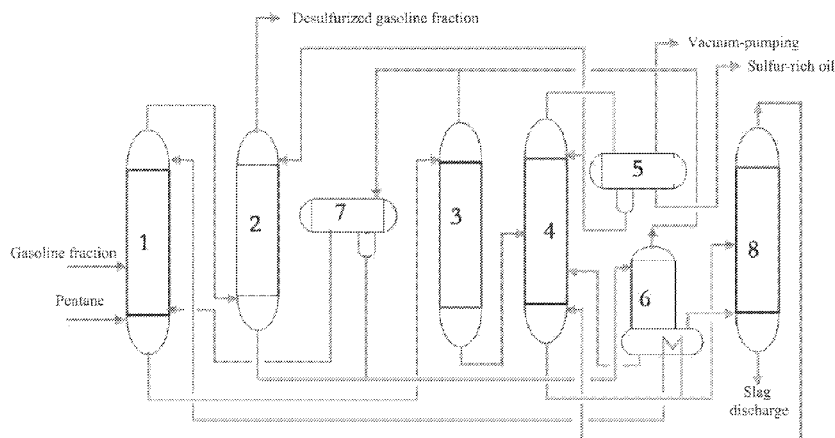 Desulfurized gasoline fraction
Vacuum-pumping
Sulfur-rich oil
5
7
1
2
3
4
8
Gasoline fraction
6
Pentane
Slag
discharge